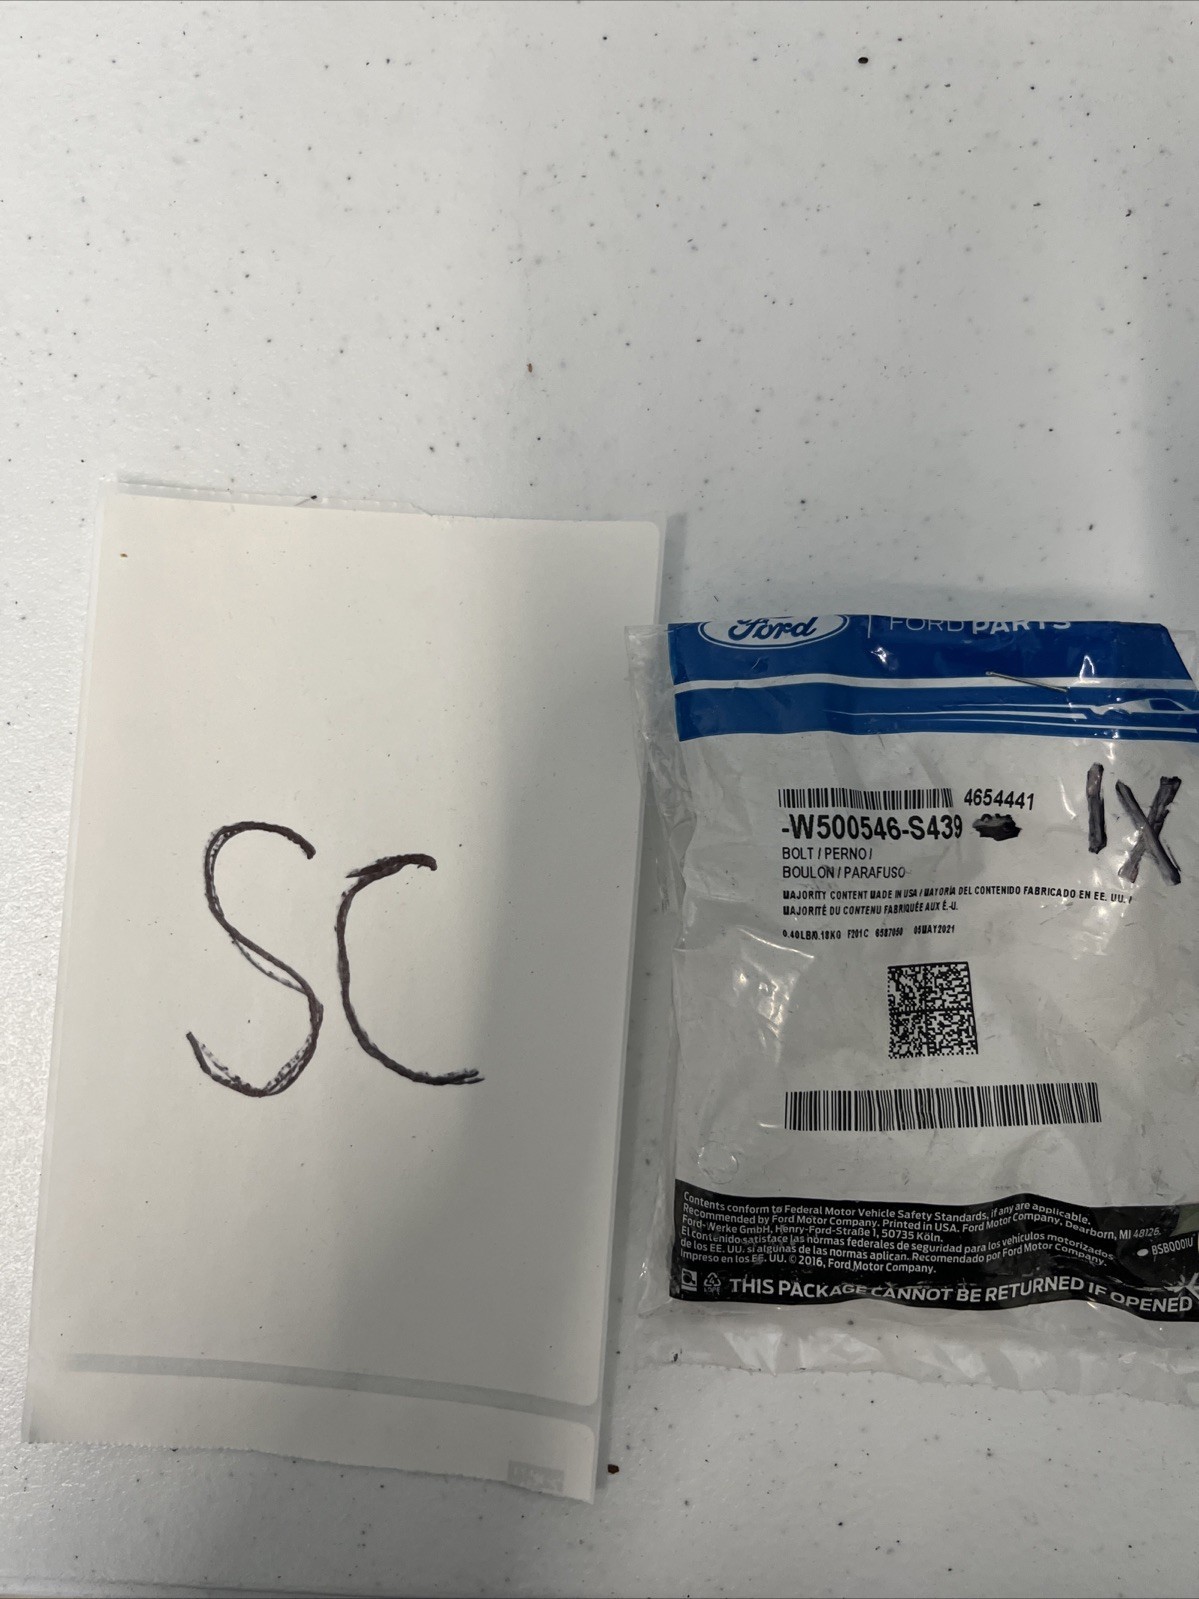 SC
Ford | FORD PARTS
4654441
-W500546-S439
1X
BOLT / PERNO /
BOULON / PARAFUSO
MAJORITY CONTENT MADE IN USA / MAYORÍA DEL CONTENIDO FABRICADO EN EE. UU. /
MAJORITÉ DU CONTENU FABRIQUÉE AUX É.-U.
0.40LB/0.18KG F201C 6587050 05MAY2021
Contents conform to Federal Motor Vehicle Safety Standards, if any are applicable.
Recommended by Ford Motor Company. Printed in USA. Ford Motor Company, Dearborn, MI 48126.
Ford-Werke GmbH, Henry-Ford-Straße 1, 50735 Köln.
El contenido satisface las normas federales de seguridad para los vehículos motorizados
de los EE. UU. si algunas de las normas aplican. Recomendado por Ford Motor Company.
Impreso en los EE. UU. © 2016, Ford Motor Company.
BSB0001U
THIS PACKAGE CANNOT BE RETURNED IF OPENED